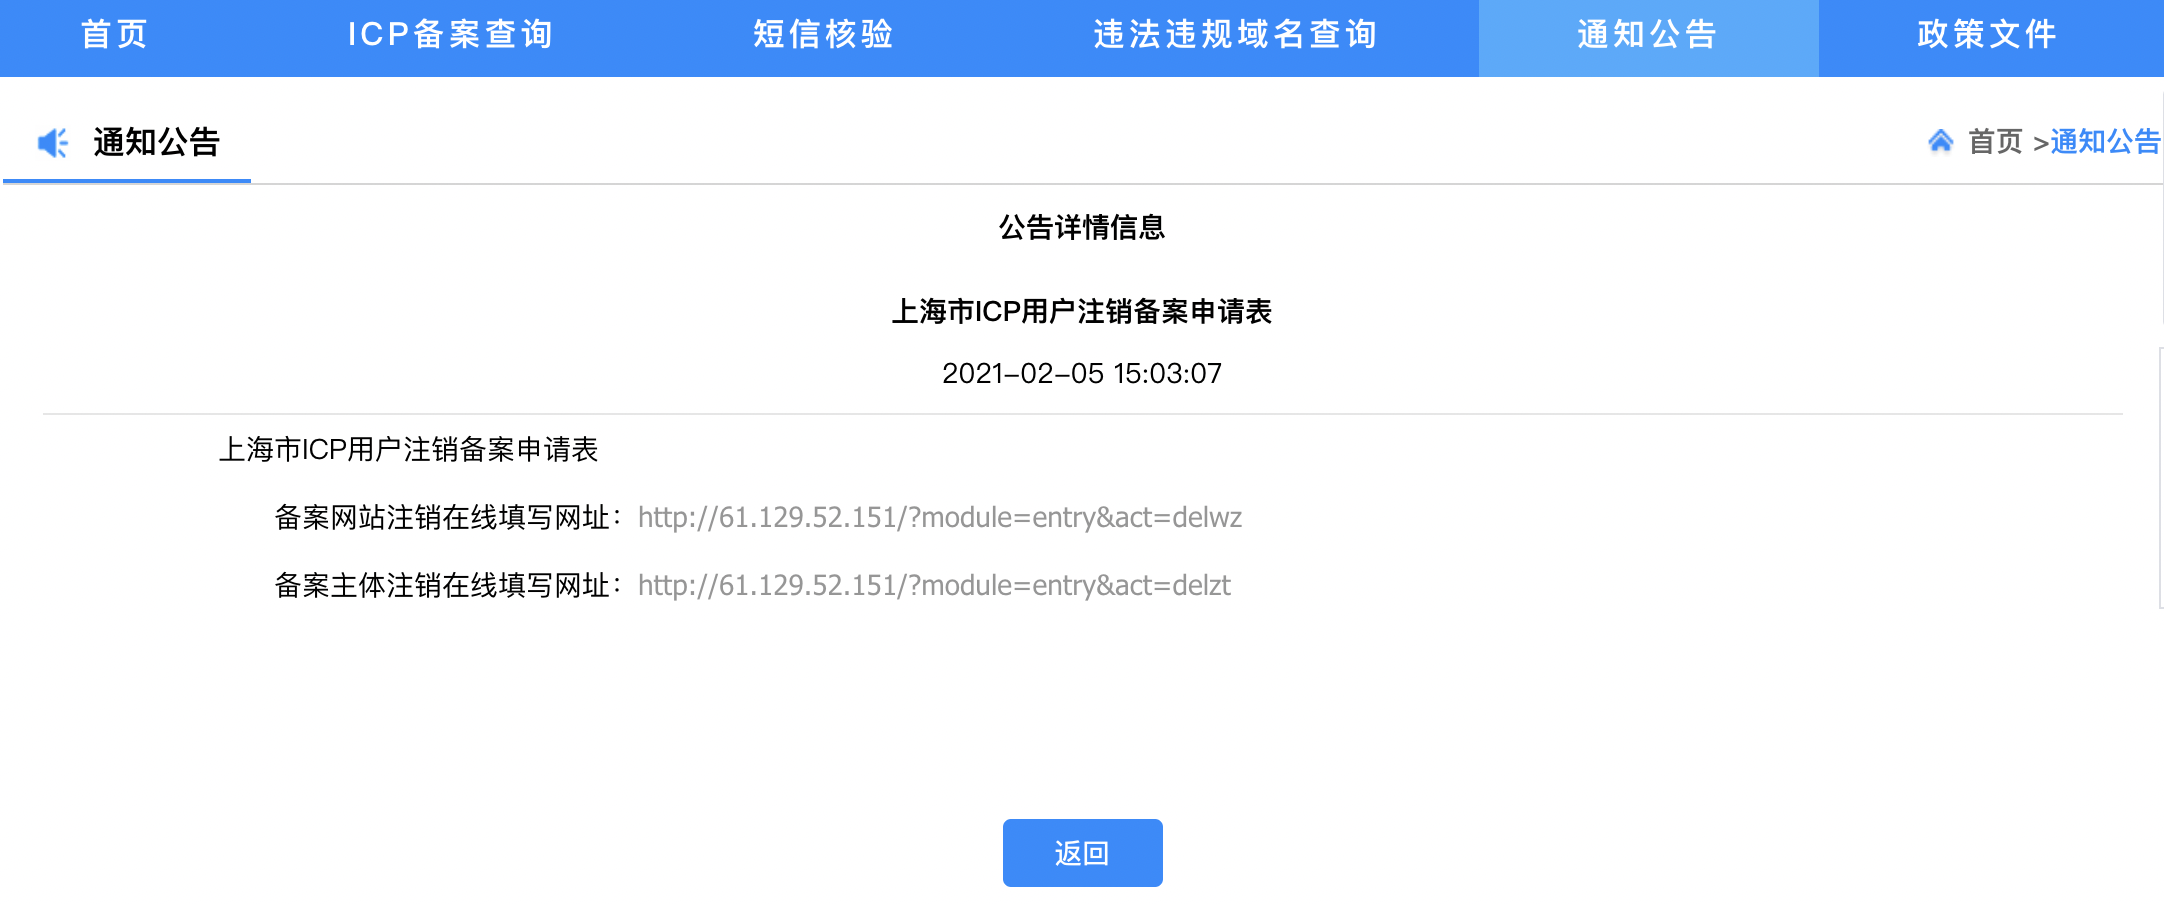 首页 ICP备案查询 短信核验 违法违规域名查询 通知公告 政策文件
通知公告 首页 >通知公告
公告详情信息
上海市ICP用户注销备案申请表
2021-02-05 15:03:07
上海市ICP用户注销备案申请表
备案网站注销在线填写网址：http://61.129.52.151/?module=entry&act=delwz
备案主体注销在线填写网址：http://61.129.52.151/?module=entry&act=delzt
返回